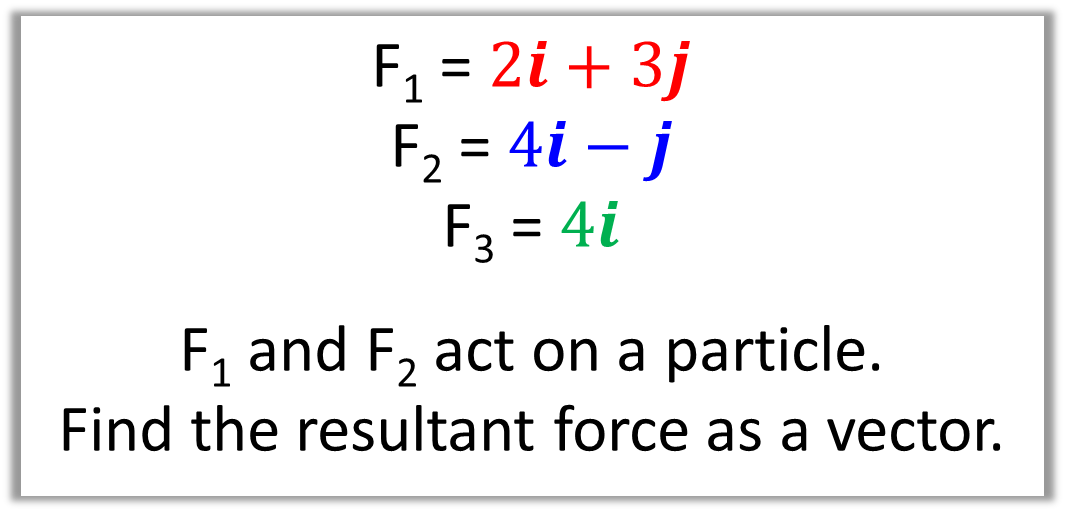 F₁ = 2i + 3j
F₂ = 4i − j
F₃ = 4i
F₁ and F₂ act on a particle.
Find the resultant force as a vector.